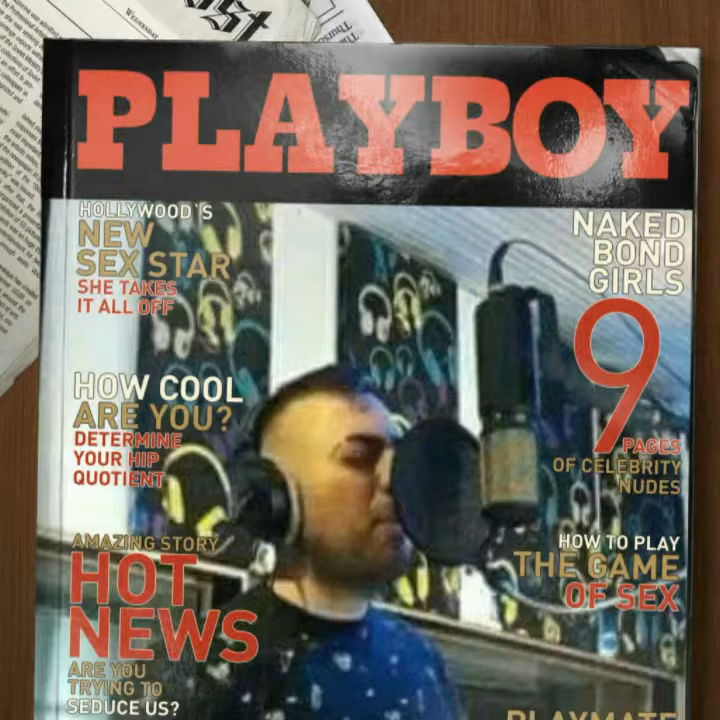 WEDNESDAY
PLAYBOY
HOLLYWOOD'S
NEW
SEX STAR
SHE TAKES
IT ALL OFF
NAKED
BOND
GIRLS
9
PAGES
OF CELEBRITY
NUDES
HOW COOL
ARE YOU?
DETERMINE
YOUR HIP
QUOTIENT
AMAZING STORY
HOT
NEWS
ARE YOU
TRYING TO
SEDUCE US?
HOW TO PLAY
THE GAME
OF SEX
PLAYMATE